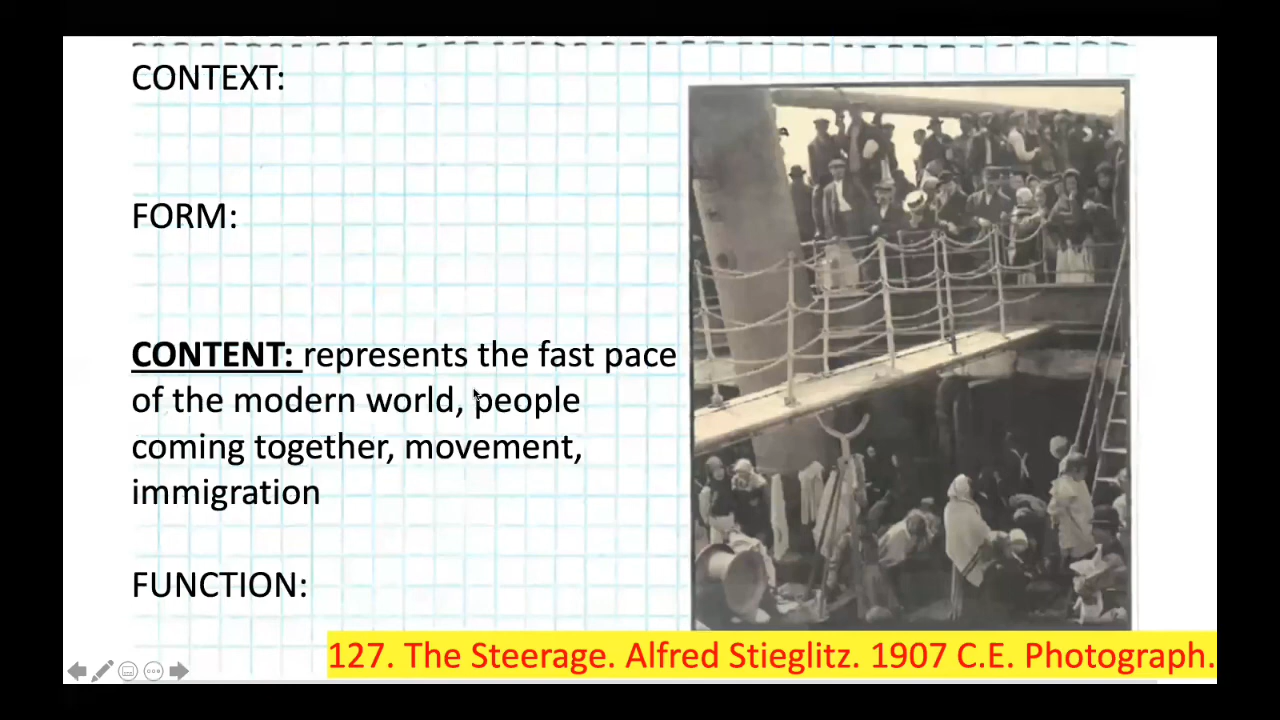 CONTEXT:
FORM:
CONTENT: represents the fast pace
of the modern world, people
coming together, movement,
immigration
FUNCTION:
127. The Steerage. Alfred Stieglitz. 1907 C.E. Photograph.